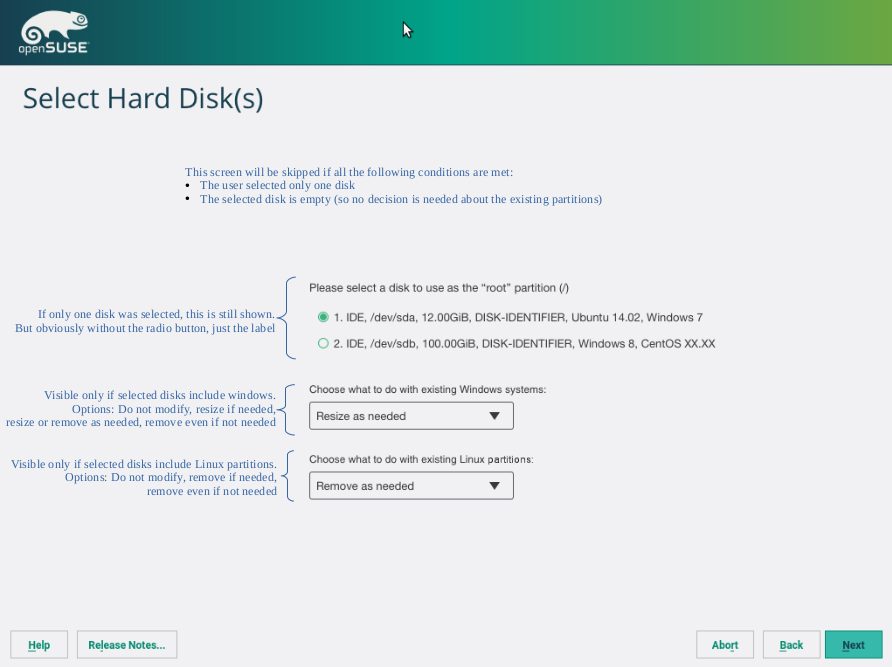 openSUSE
Select Hard Disk(s)
This screen will be skipped if all the following conditions are met:
• The user selected only one disk
• The selected disk is empty (so no decision is needed about the existing partitions)
If only one disk was selected, this is still shown.
But obviously without the radio button, just the label
Please select a disk to use as the “root” partition (/)
1. IDE, /dev/sda, 12.00GiB, DISK-IDENTIFIER, Ubuntu 14.02, Windows 7
2. IDE, /dev/sdb, 100.00GiB, DISK-IDENTIFIER, Windows 8, CentOS XX.XX
Visible only if selected disks include windows.
Options: Do not modify, resize if needed,
resize or remove as needed, remove even if not needed
Choose what to do with existing Windows systems:
Resize as needed
Visible only if selected disks include Linux partitions.
Options: Do not modify, remove if needed,
remove even if not needed
Choose what to do with existing Linux partitions:
Remove as needed
Help
Release Notes...
Abort
Back
Next